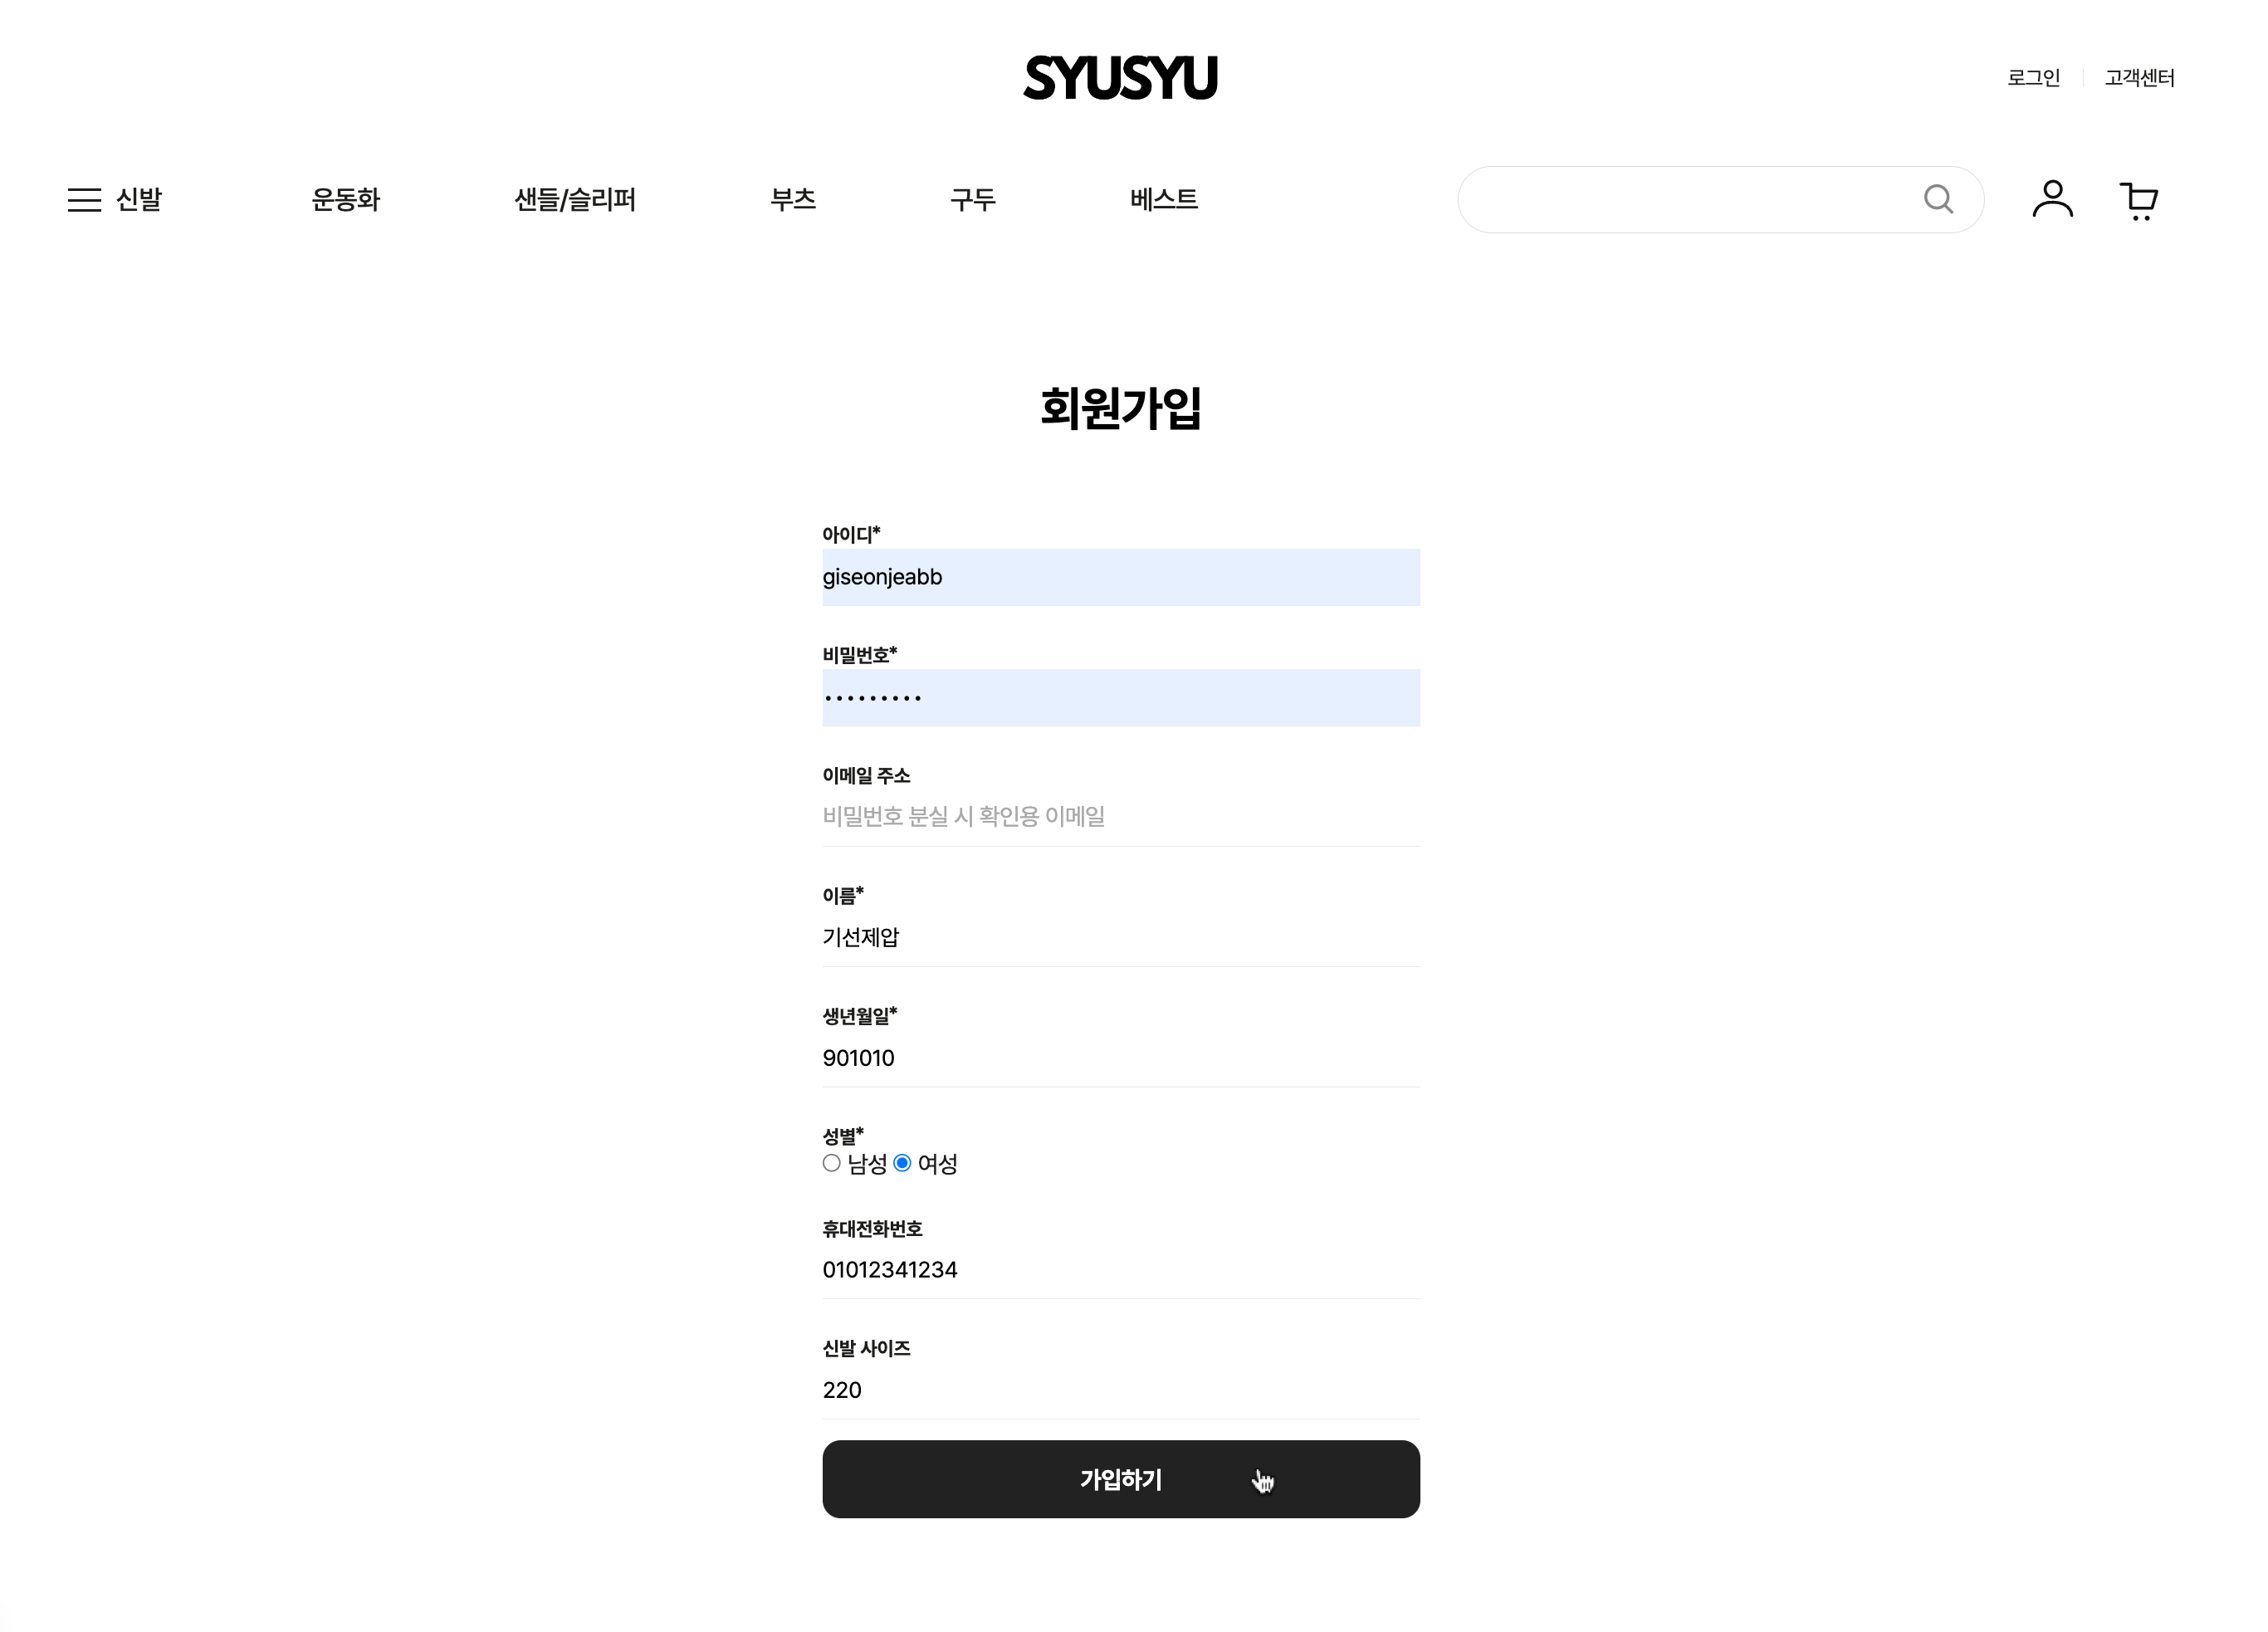 SYUSYU
로그인
고객센터
신발 운동화 샌들/슬리퍼 부츠 구두 베스트
회원가입
아이디*
giseonjeabb
비밀번호*
•••••••••
이메일 주소
비밀번호 분실 시 확인용 이메일
이름*
기선제압
생년월일*
901010
성별*
남성 여성
휴대전화번호
01012341234
신발 사이즈
220
가입하기